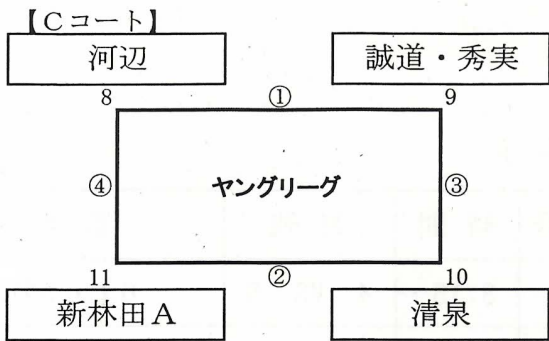 【Cコート】
河辺 誠道・秀実
8 ① 9
④ ヤングリーグ ③
11 ② 10
新林田A 清泉